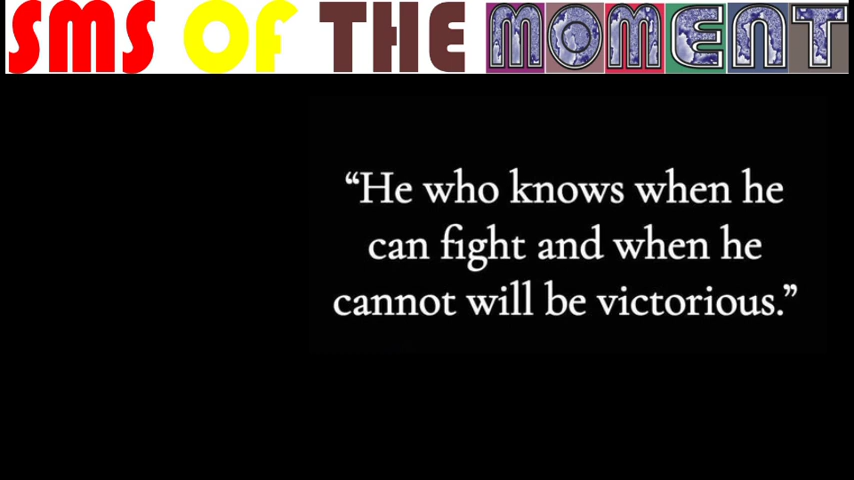 SMS OF THE MOMENT
“He who knows when he
can fight and when he
cannot will be victorious.”